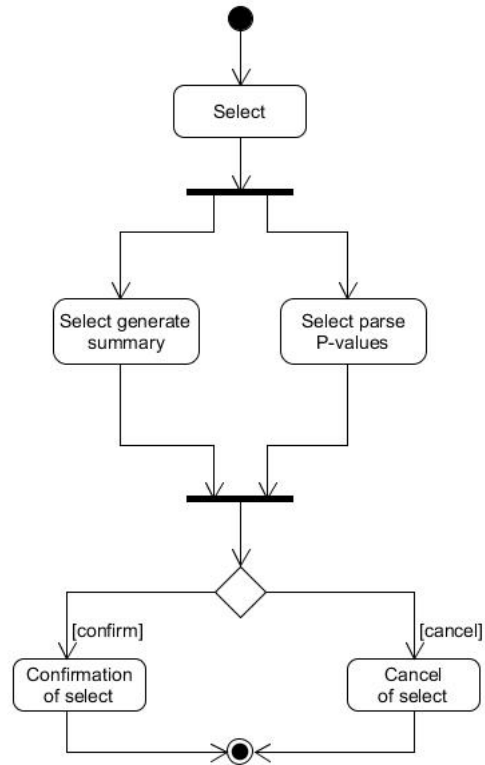 Select
Select generate
summary
Select parse
P-values
[confirm]
[cancel]
Confirmation
of select
Cancel
of select